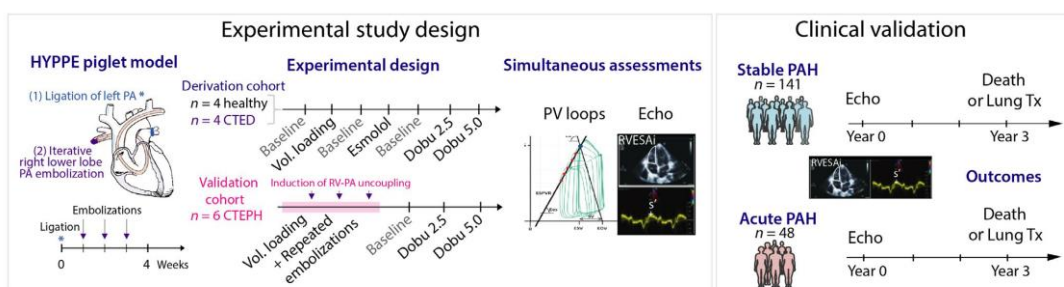 Experimental study design
HYPPE piglet model
(1) Ligation of left PA *
(2) Iterative
right lower lobe
PA embolization
Embolizations
Ligation
*
0
4 Weeks
Experimental design
Derivation cohort
n = 4 healthy
n = 4 CTED
Baseline
Vol. loading
Baseline
Esmolol
Baseline
Dobu 2.5
Dobu 5.0
Validation
cohort
n = 6 CTEPH
Induction of RV-PA uncoupling
Vol. loading
+ Repeated
embolizations
Baseline
Dobu 2.5
Dobu 5.0
Simultaneous assessments
PV loops
Echo
RVESAi
S'
Clinical validation
Stable PAH
n = 141
Echo
Death
or Lung Tx
Year 0
Year 3
RVESAi
S'
Outcomes
Acute PAH
n = 48
Echo
Death
or Lung Tx
Year 0
Year 3